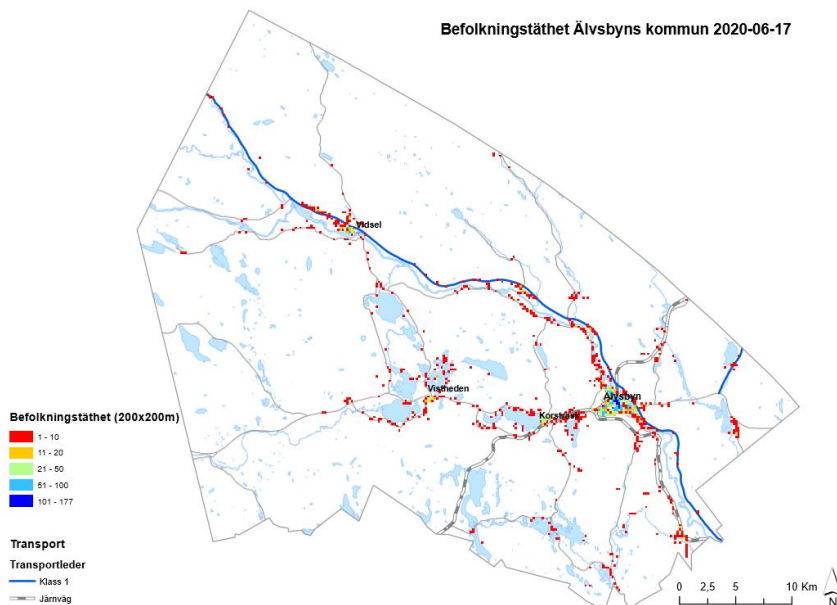 Befolkningstäthet Älvsbyns kommun 2020-06-17
Vidsel
Vistheden
Älvsbyn
Korsträsk
Befolkningstäthet (200x200m)
1 - 10
11 - 20
21 - 50
51 - 100
101 - 177
Transport
Transportleder
Klass 1
Järnväg
0 2,5 5 10 Km
N